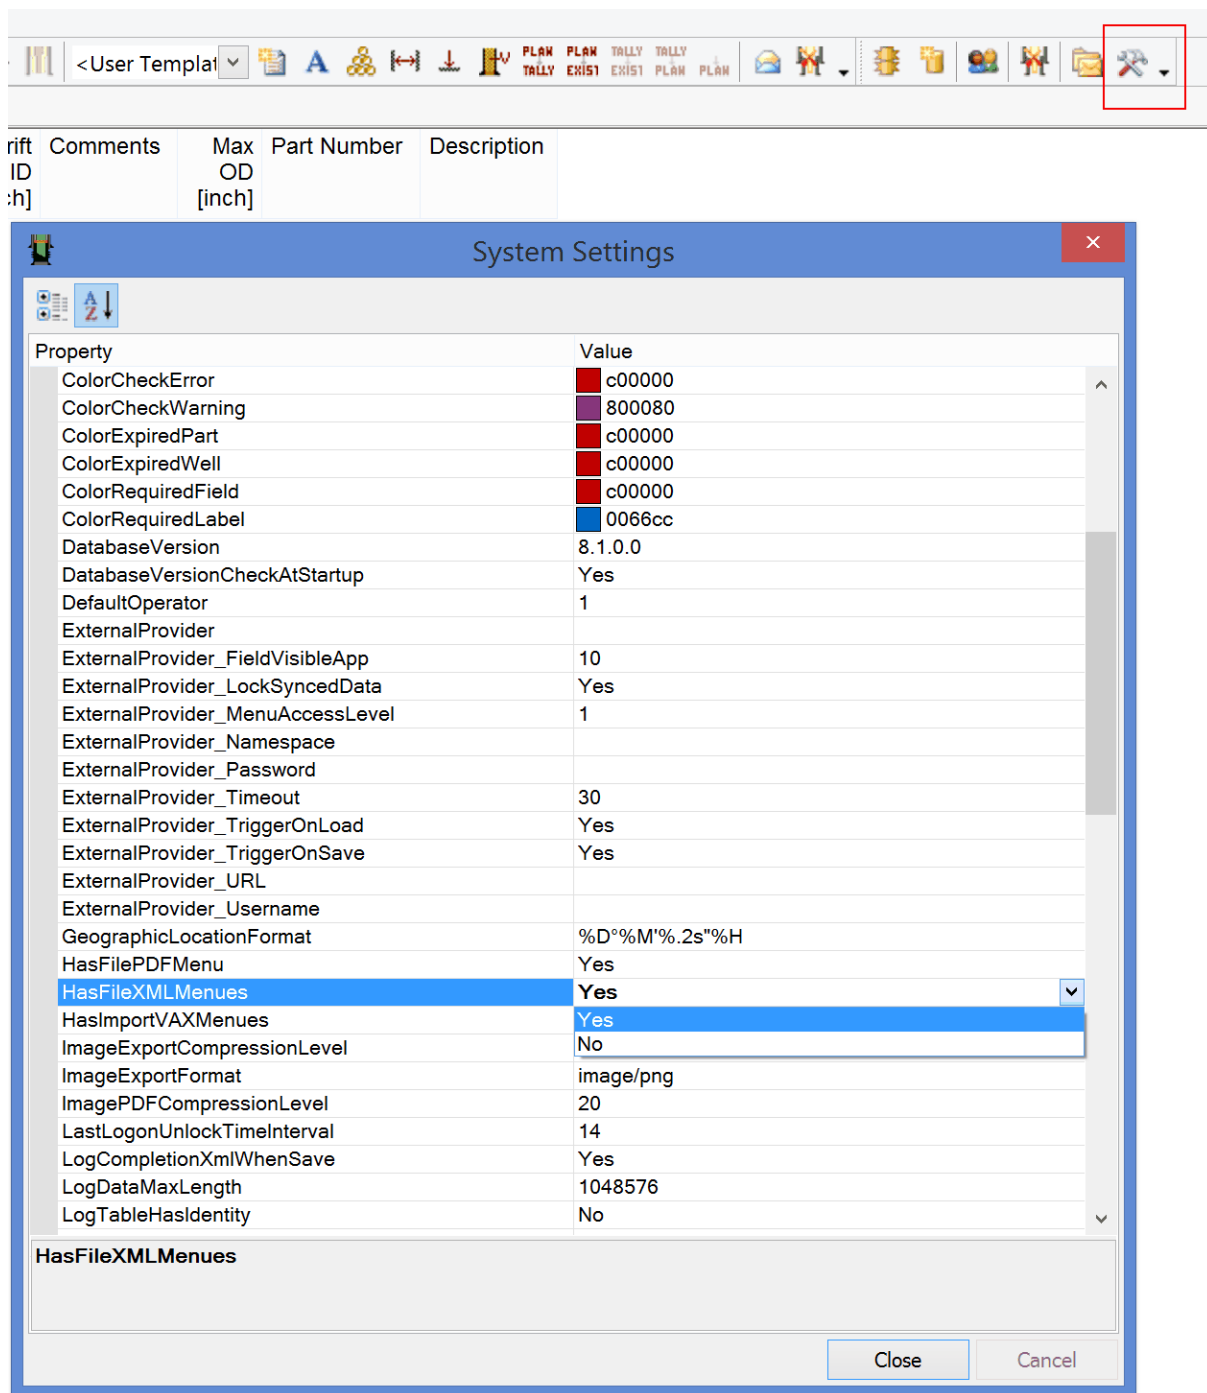 <User Templat
A
V
PLAN
TALLY
PLAN
EXIST
TALLY
EXIST
TALLY
PLAN
PLAN
rift
ID
Comments
Max
OD
[inch]
Part Number
Description
System Settings
A
Z
Property Value
ColorCheckError c00000
ColorCheckWarning 800080
ColorExpiredPart c00000
ColorExpiredWell c00000
ColorRequiredField c00000
ColorRequiredLabel 0066cc
DatabaseVersion 8.1.0.0
DatabaseVersionCheckAtStartup Yes
DefaultOperator 1
ExternalProvider
ExternalProvider_FieldVisibleApp 10
ExternalProvider_LockSyncedData Yes
ExternalProvider_MenuAccessLevel 1
ExternalProvider_Namespace
ExternalProvider_Password
ExternalProvider_Timeout 30
ExternalProvider_TriggerOnLoad Yes
ExternalProvider_TriggerOnSave Yes
ExternalProvider_URL
ExternalProvider_Username
GeographicLocationFormat %D°%M'%.2s"%H
HasFilePDFMenu Yes
HasFileXMLMenues Yes
HasImportVAXMenues Yes
ImageExportCompressionLevel No
ImageExportFormat image/png
ImagePDFCompressionLevel 20
LastLogonUnlockTimeInterval 14
LogCompletionXmlWhenSave Yes
LogDataMaxLength 1048576
LogTableHasIdentity No
HasFileXMLMenues
Close Cancel